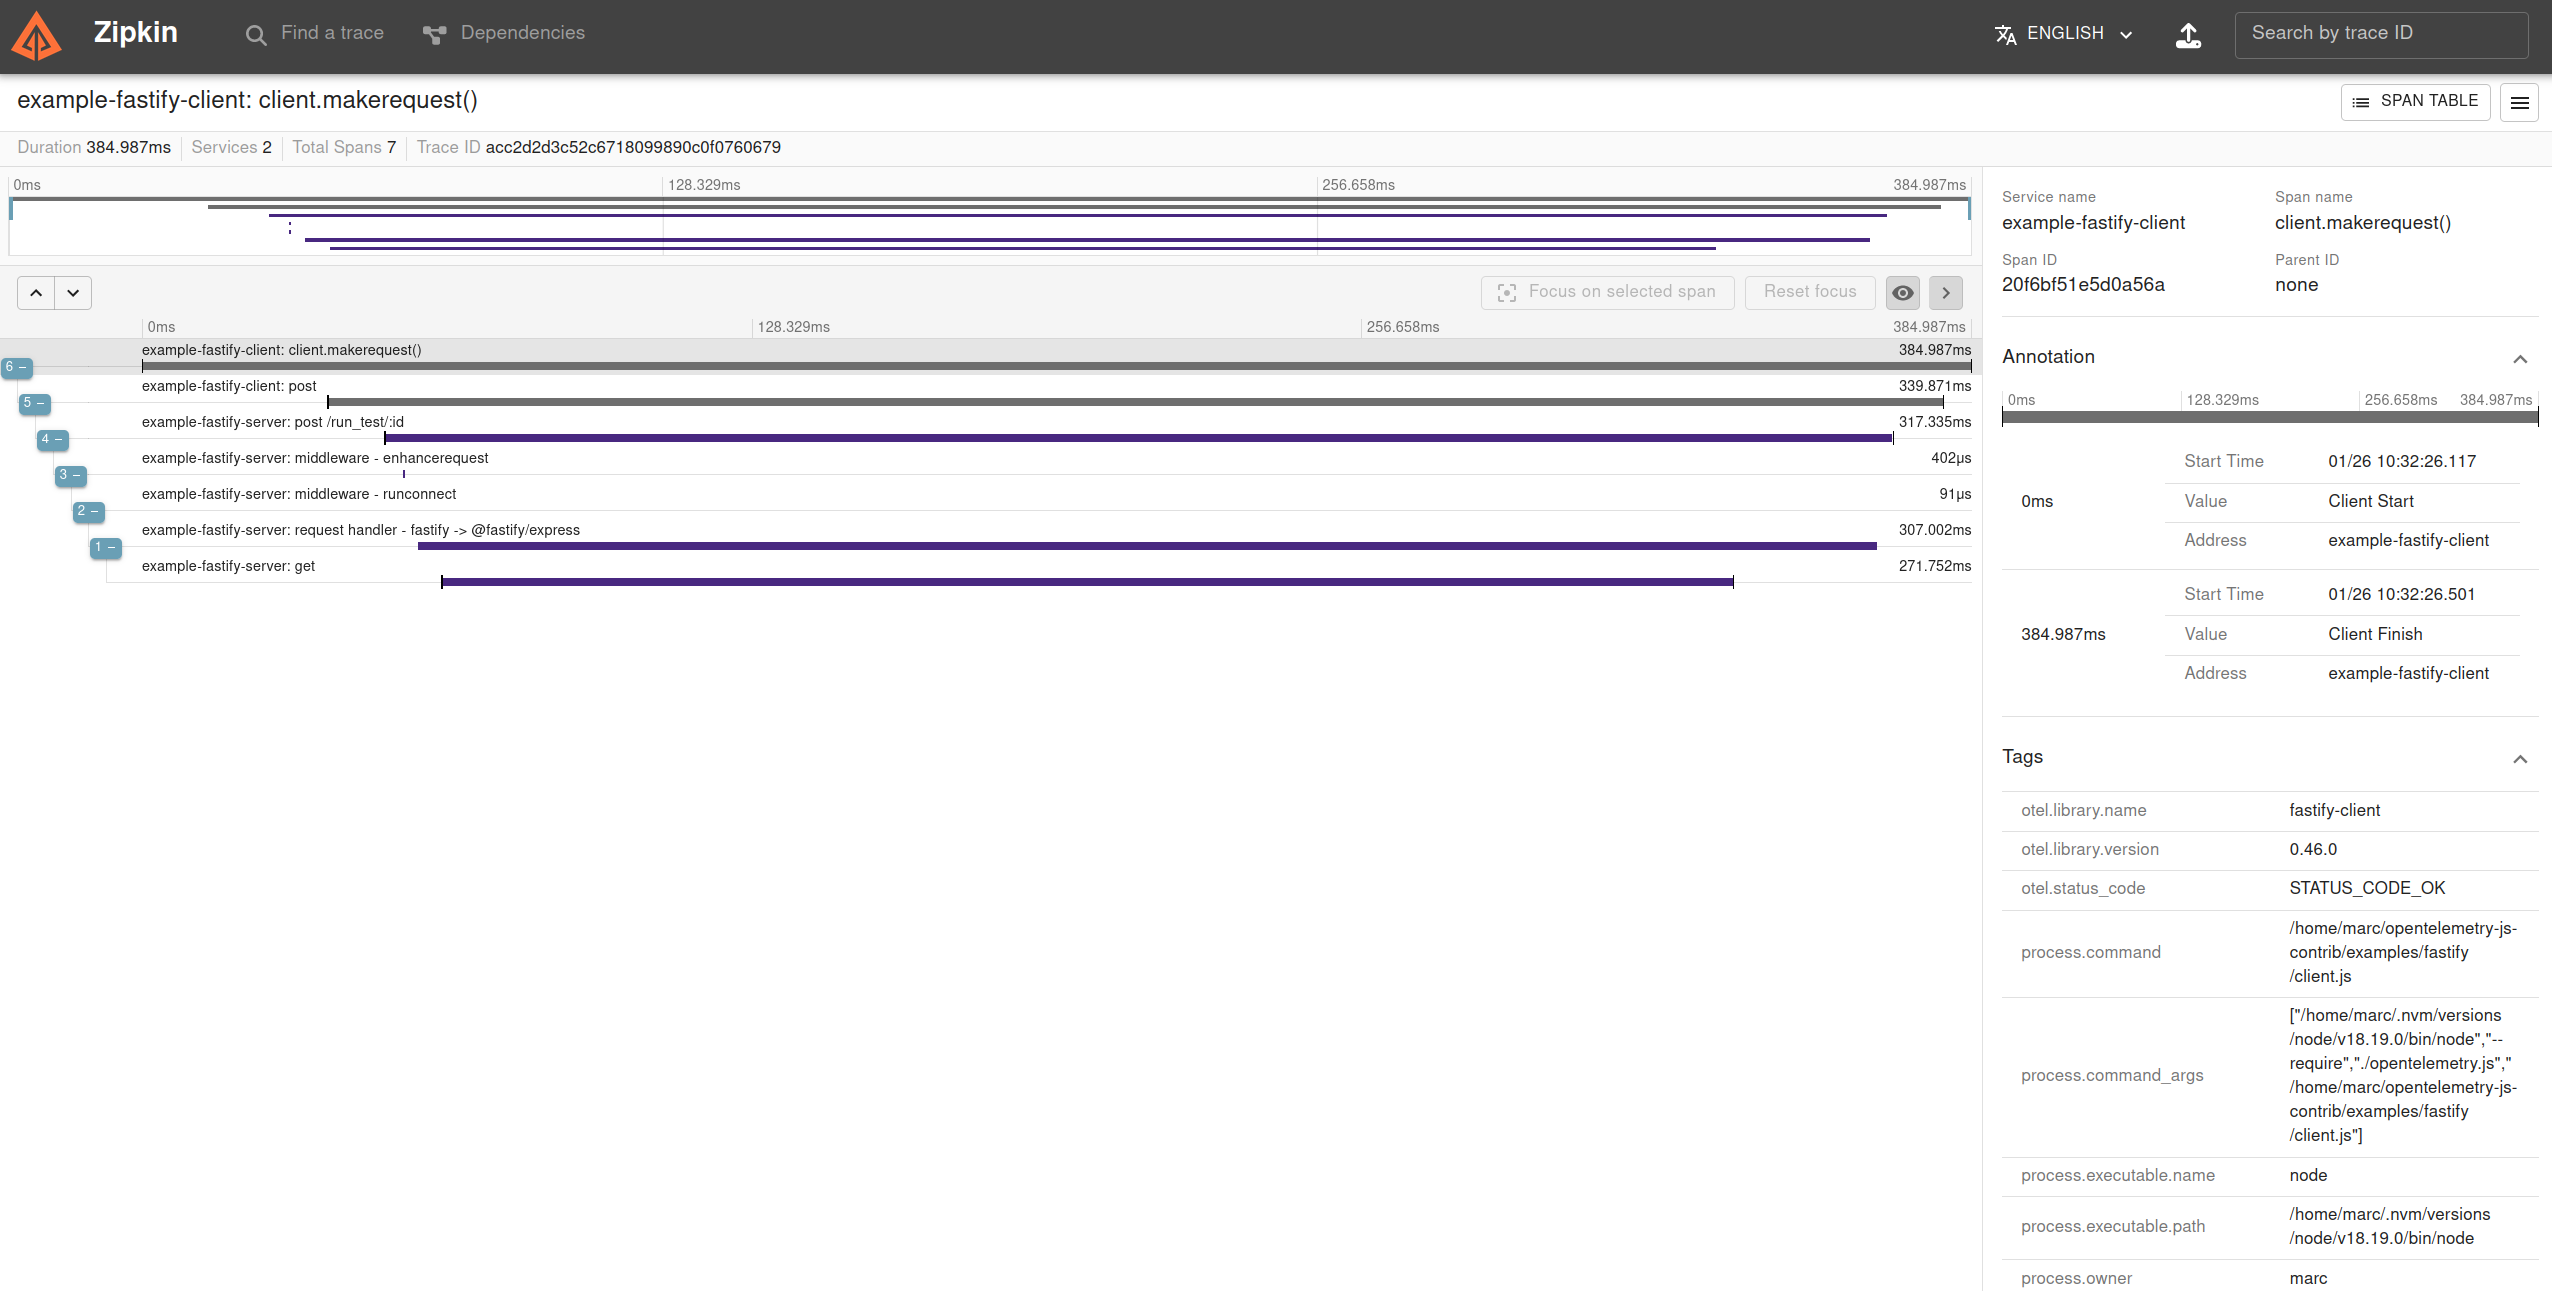 Zipkin
Find a trace
Dependencies
ENGLISH
Search by trace ID
example-fastify-client: client.makerequest()
SPAN TABLE
Duration 384.987ms Services 2 Total Spans 7 Trace ID acc2d2d3c52c6718099890c0f0760679
0ms 128.329ms 256.658ms 384.987ms
Focus on selected span Reset focus
0ms 128.329ms 256.658ms 384.987ms
example-fastify-client: client.makerequest() 384.987ms
6 −
example-fastify-client: post 339.871ms
5 −
example-fastify-server: post /run_test/:id 317.335ms
4 −
example-fastify-server: middleware - enhancerequest 402µs
3 −
example-fastify-server: middleware - runconnect 91µs
2 −
example-fastify-server: request handler - fastify -> @fastify/express 307.002ms
1 −
example-fastify-server: get 271.752ms
Service name Span name
example-fastify-client client.makerequest()
Span ID Parent ID
20f6bf51e5d0a56a none
Annotation
0ms 128.329ms 256.658ms 384.987ms
Start Time 01/26 10:32:26.117
0ms Value Client Start
Address example-fastify-client
Start Time 01/26 10:32:26.501
384.987ms Value Client Finish
Address example-fastify-client
Tags
otel.library.name fastify-client
otel.library.version 0.46.0
otel.status_code STATUS_CODE_OK
process.command
/home/marc/opentelemetry-js-
contrib/examples/fastify
/client.js
process.command_args
["/home/marc/.nvm/versions
/node/v18.19.0/bin/node","--
require","./opentelemetry.js","
/home/marc/opentelemetry-js-
contrib/examples/fastify
/client.js"]
process.executable.name node
process.executable.path
/home/marc/.nvm/versions
/node/v18.19.0/bin/node
process.owner marc